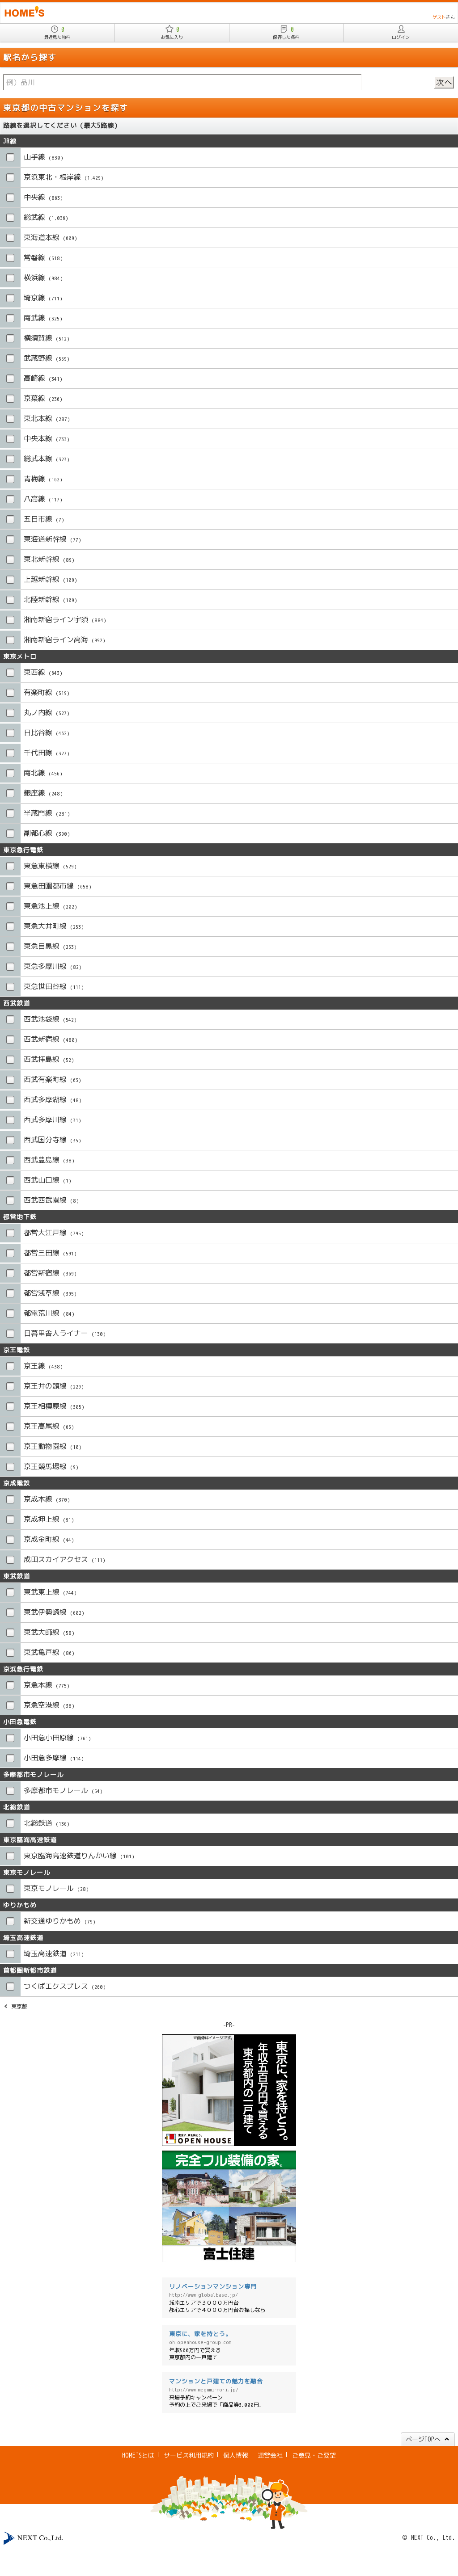 HOME'S
ゲストさん
0
最近見た物件
0
お気に入り
0
保存した条件
ログイン
駅名から探す
例) 品川
次へ
東京都の中古マンションを探す
路線を選択してください（最大5路線）
JR線
山手線 (830)
京浜東北・根岸線 (1,429)
中央線 (863)
総武線 (1,036)
東海道本線 (609)
常磐線 (518)
横浜線 (984)
埼京線 (711)
南武線 (325)
横須賀線 (512)
武蔵野線 (559)
高崎線 (341)
京葉線 (236)
東北本線 (287)
中央本線 (733)
総武本線 (323)
青梅線 (162)
八高線 (117)
五日市線 (7)
東海道新幹線 (77)
東北新幹線 (89)
上越新幹線 (109)
北陸新幹線 (109)
湘南新宿ライン宇須 (884)
湘南新宿ライン高海 (992)
東京メトロ
東西線 (643)
有楽町線 (519)
丸ノ内線 (527)
日比谷線 (462)
千代田線 (327)
南北線 (456)
銀座線 (248)
半蔵門線 (281)
副都心線 (390)
東京急行電鉄
東急東横線 (529)
東急田園都市線 (650)
東急池上線 (202)
東急大井町線 (253)
東急目黒線 (253)
東急多摩川線 (82)
東急世田谷線 (111)
西武鉄道
西武池袋線 (542)
西武新宿線 (480)
西武拝島線 (52)
西武有楽町線 (63)
西武多摩湖線 (48)
西武多摩川線 (31)
西武国分寺線 (35)
西武豊島線 (38)
西武山口線 (1)
西武西武園線 (8)
都営地下鉄
都営大江戸線 (795)
都営三田線 (591)
都営新宿線 (369)
都営浅草線 (395)
都電荒川線 (84)
日暮里舎人ライナー (130)
京王電鉄
京王線 (438)
京王井の頭線 (229)
京王相模原線 (305)
京王高尾線 (65)
京王動物園線 (10)
京王競馬場線 (9)
京成電鉄
京成本線 (370)
京成押上線 (91)
京成金町線 (44)
成田スカイアクセス (111)
東武鉄道
東武東上線 (744)
東武伊勢崎線 (602)
東武大師線 (58)
東武亀戸線 (86)
京浜急行電鉄
京急本線 (775)
京急空港線 (38)
小田急電鉄
小田急小田原線 (761)
小田急多摩線 (114)
多摩都市モノレール
多摩都市モノレール (54)
北総鉄道
北総鉄道 (136)
東京臨海高速鉄道
東京臨海高速鉄道りんかい線 (101)
東京モノレール
東京モノレール (28)
ゆりかもめ
新交通ゆりかもめ (79)
埼玉高速鉄道
埼玉高速鉄道 (211)
首都圏新都市鉄道
つくばエクスプレス (260)
東京都
-PR-
※画像はイメージです。
東京に、家を持とう。
年収五百万円で買える
東京都内の一戸建て
東京に、家を持とう。
OPEN HOUSE
完全フル装備の家®
富士住建
リノベーションマンション専門
http://www.globalbase.jp/
城南エリアで３０００万円台
都心エリアで４０００万円台お探しなら
東京に、家を持とう。
oh.openhouse-group.com
年収500万円で買える
東京都内の一戸建て
マンションと戸建ての魅力を融合
http://www.megumi-mori.jp/
来場予約キャンペーン
予約の上でご来場で「商品券3,000円」
ページTOPへ
HOME'Sとは | サービス利用規約 | 個人情報 | 運営会社 | ご意見・ご要望
NEXT Co.,Ltd.
© NEXT Co., Ltd.